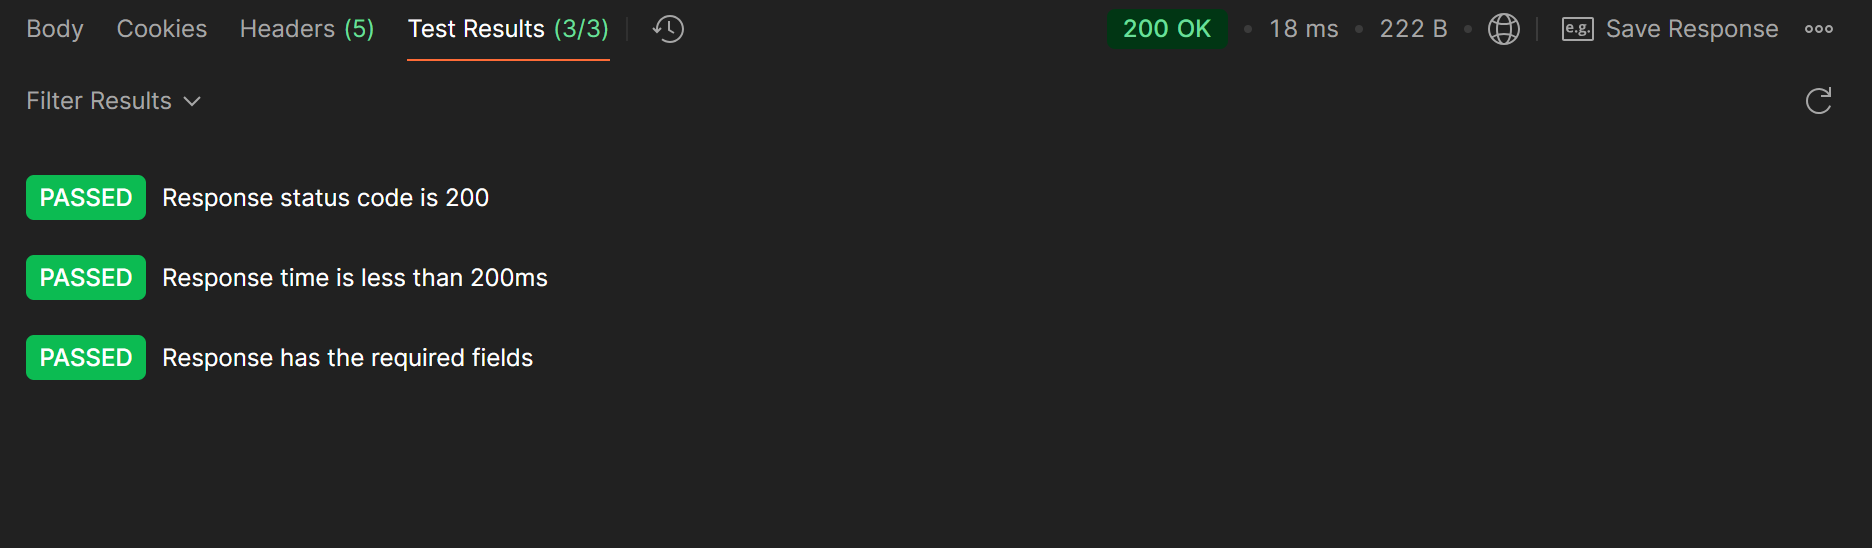 Body Cookies Headers (5) Test Results (3/3) 200 OK • 18 ms • 222 B • e.g. Save Response
Filter Results
PASSED Response status code is 200
PASSED Response time is less than 200ms
PASSED Response has the required fields